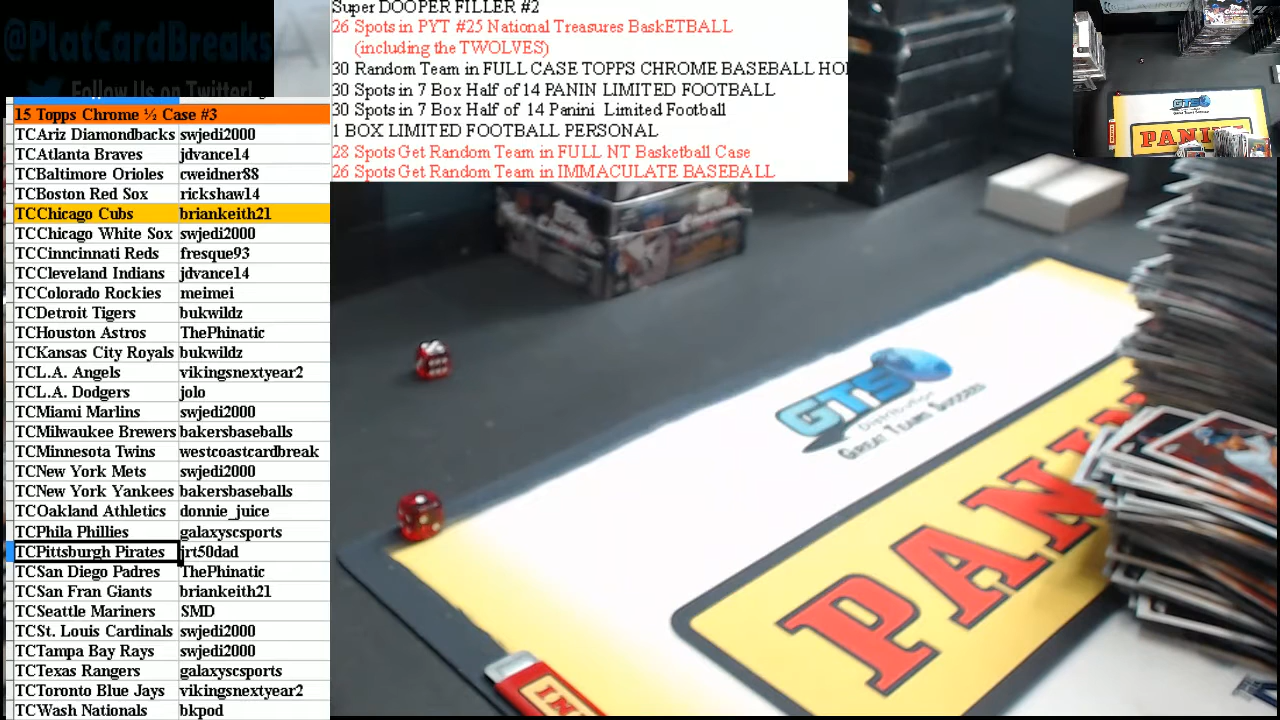 @PlatCardBreaks
Follow Us on Twitter!
15 Topps Chrome ½ Case #3
TCAriz Diamondbacks swjedi2000
TCAtlanta Braves jdvance14
TCBaltimore Orioles cweidner88
TCBoston Red Sox rickshaw14
TCChicago Cubs briankeith21
TCChicago White Sox swjedi2000
TCCinncinnati Reds fresque93
TCCleveland Indians jdvance14
TCColorado Rockies meimei
TCDetroit Tigers bukwildz
TCHouston Astros ThePhinatic
TCKansas City Royals bukwildz
TCL.A. Angels vikingsnextyear2
TCL.A. Dodgers jolo
TCMiami Marlins swjedi2000
TCMilwaukee Brewers bakersbaseballs
TCMinnesota Twins westcoastcardbreak
TCNew York Mets swjedi2000
TCNew York Yankees bakersbaseballs
TCOakland Athletics donnie_juice
TCPhila Phillies galaxyscsports
TCPittsburgh Pirates jrt50dad
TCSan Diego Padres ThePhinatic
TCSan Fran Giants briankeith21
TCSeattle Mariners SMD
TCSt. Louis Cardinals swjedi2000
TCTampa Bay Rays swjedi2000
TCTexas Rangers galaxyscsports
TCToronto Blue Jays vikingsnextyear2
TCWash Nationals bkpod
Super DOOPER FILLER #2
26 Spots in PYT #25 National Treasures BaskETBALL
(including the TWOLVES)
30 Random Team in FULL CASE TOPPS CHROME BASEBALL HO
30 Spots in 7 Box Half of 14 PANIN LIMITED FOOTBALL
30 Spots in 7 Box Half of 14 Panini Limited Football
1 BOX LIMITED FOOTBALL PERSONAL
28 Spots Get Random Team in FULL NT Basketball Case
26 Spots Get Random Team in IMMACULATE BASEBALL
GTS
Distribution
GREAT TEAMS SUCCEED
PANINI